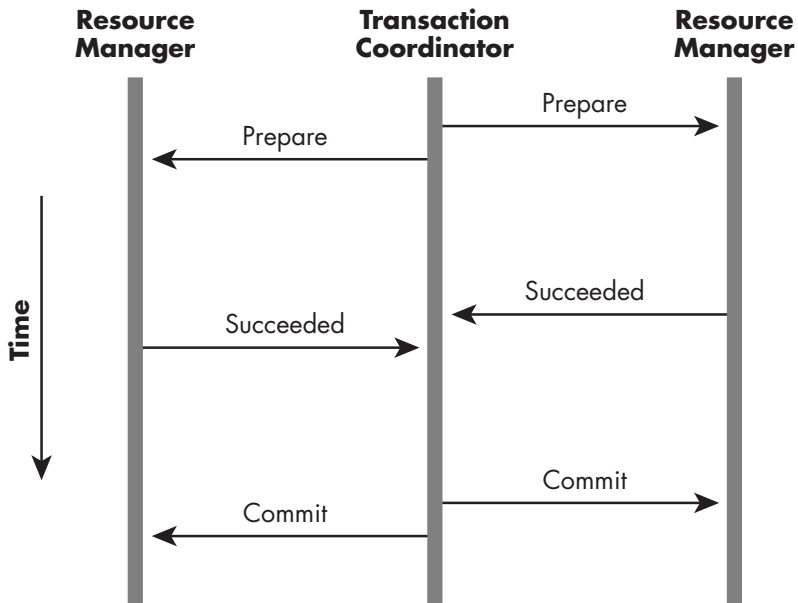 Resource
Manager
Transaction
Coordinator
Resource
Manager
Prepare
Prepare
Succeeded
Succeeded
Time
Commit
Commit